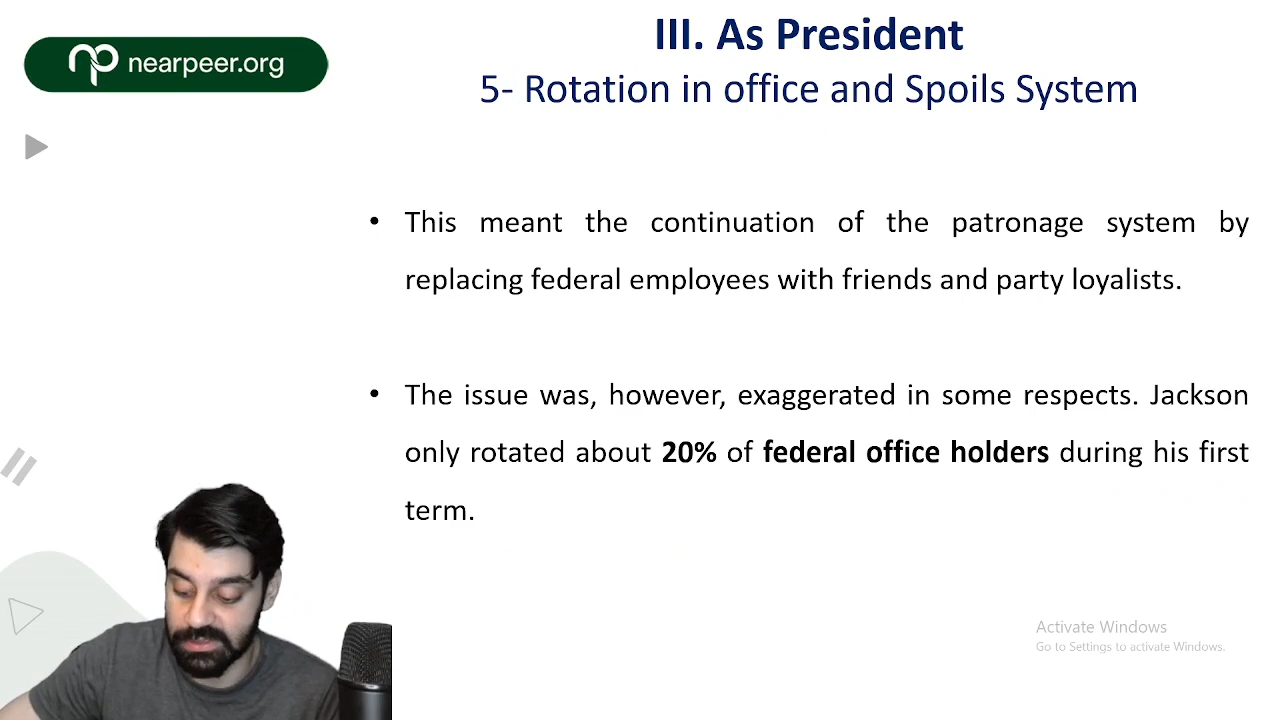 nearpeer.org
III. As President
5- Rotation in office and Spoils System
• This meant the continuation of the patronage system by
replacing federal employees with friends and party loyalists.
• The issue was, however, exaggerated in some respects. Jackson
only rotated about 20% of federal office holders during his first
term.
Activate Windows
Go to Settings to activate Windows.